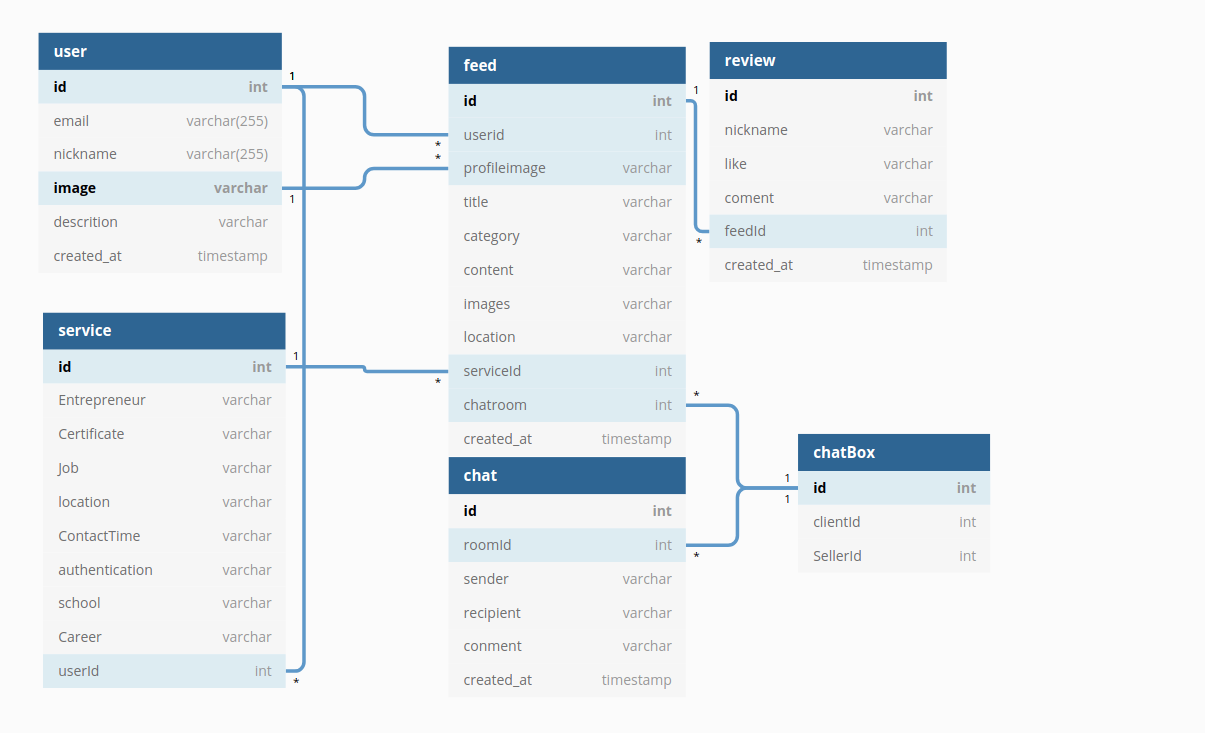 user
id int
email varchar(255)
nickname varchar(255)
image varchar
descrition varchar
created_at timestamp
1
1
service
id int
Entrepreneur varchar
Certificate varchar
Job varchar
location varchar
ContactTime varchar
authentication varchar
school varchar
Career varchar
userId int
1
*
feed
id int
userid int
profileimage varchar
title varchar
category varchar
content varchar
images varchar
location varchar
serviceId int
chatroom int
created_at timestamp
*
*
*
1
*
chat
id int
roomId int
sender varchar
recipient varchar
conment varchar
created_at timestamp
*
review
id int
nickname varchar
like varchar
coment varchar
feedId int
created_at timestamp
*
chatBox
id int
clientId int
SellerId int
1
1